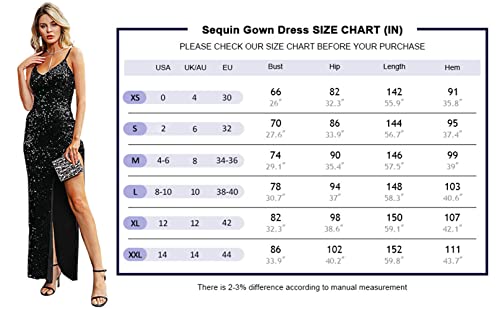 Sequin Gown Dress SIZE CHART (IN)
PLEASE CHECK OUR SIZE CHART BEFORE YOUR PURCHASE
USA UK/AU EU Bust Hip Length Hem
XS 0 4 30 66 82 142 91
26" 32.3" 55.9" 35.8"
S 2 6 32 70 86 144 95
27.6" 33.9" 56.7" 37.4"
M 4-6 8 34-36 74 90 146 99
29.1" 35.4" 57.5" 39"
L 8-10 10 38-40 78 94 148 103
30.7" 37" 58.3" 40.6"
XL 12 12 42 82 98 150 107
32.3" 38.6" 59.1" 42.1"
XXL 14 14 44 86 102 152 111
33.9" 40.2" 59.8" 43.7"
There is 2-3% difference according to manual measurement